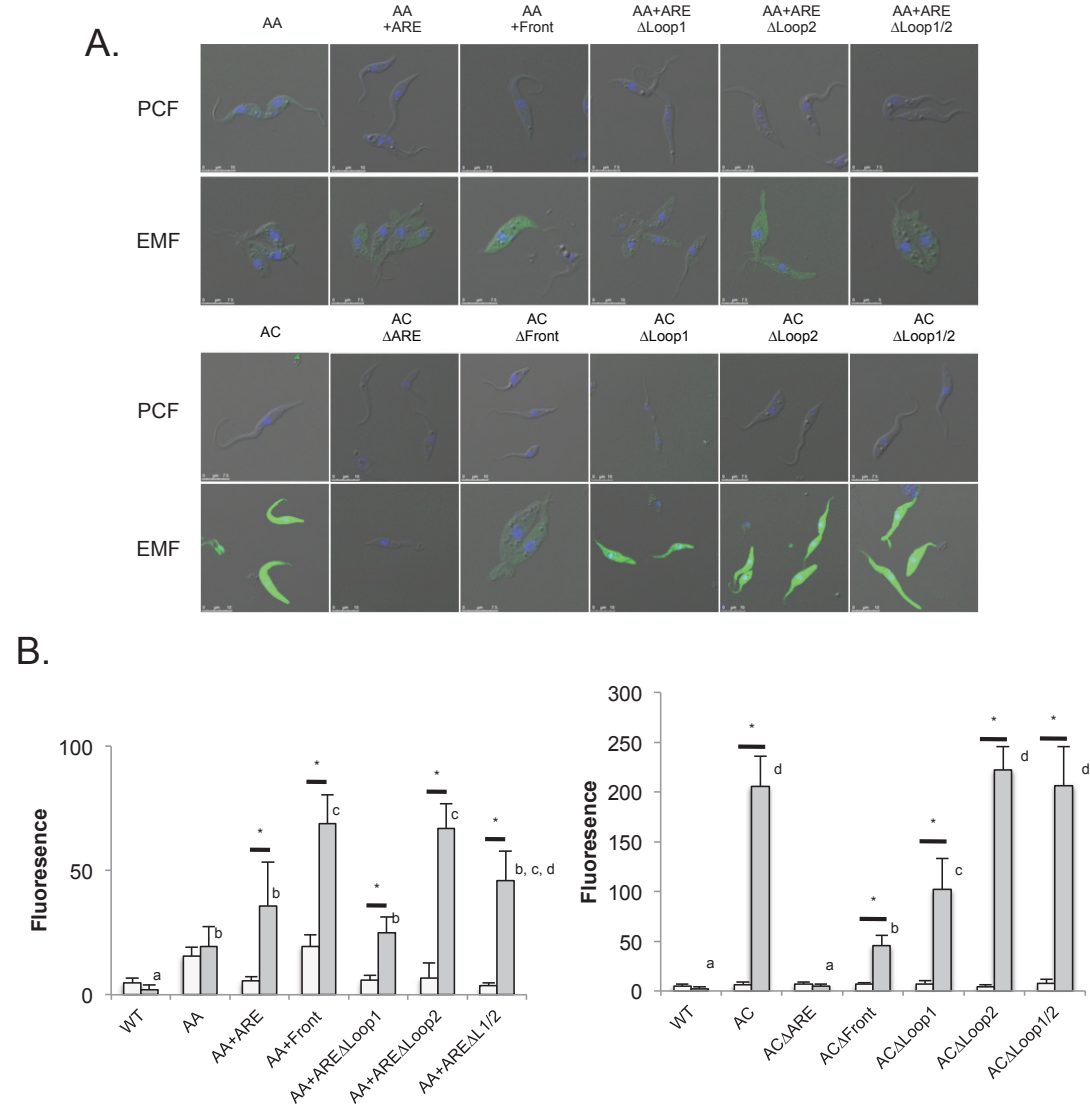 A.
AA
AA
+ARE
AA
+Front
AA+ARE
ΔLoop1
AA+ARE
ΔLoop2
AA+ARE
ΔLoop1/2
PCF
EMF
AC
AC
ΔARE
AC
ΔFront
AC
ΔLoop1
AC
ΔLoop2
AC
ΔLoop1/2
PCF
EMF
B.
Fluoresence
100
50
0
a
b
* b
* c
* b
* c
* b, c, d
WT
AA
AA+ARE
AA+Front
AA+AREΔLoop1
AA+AREΔLoop2
AA+AREΔL1/2
Fluoresence
300
250
200
150
100
50
0
a
* d
a
* b
* c
* d
* d
WT
AC
ACΔARE
ACΔFront
ACΔLoop1
ACΔLoop2
ACΔLoop1/2